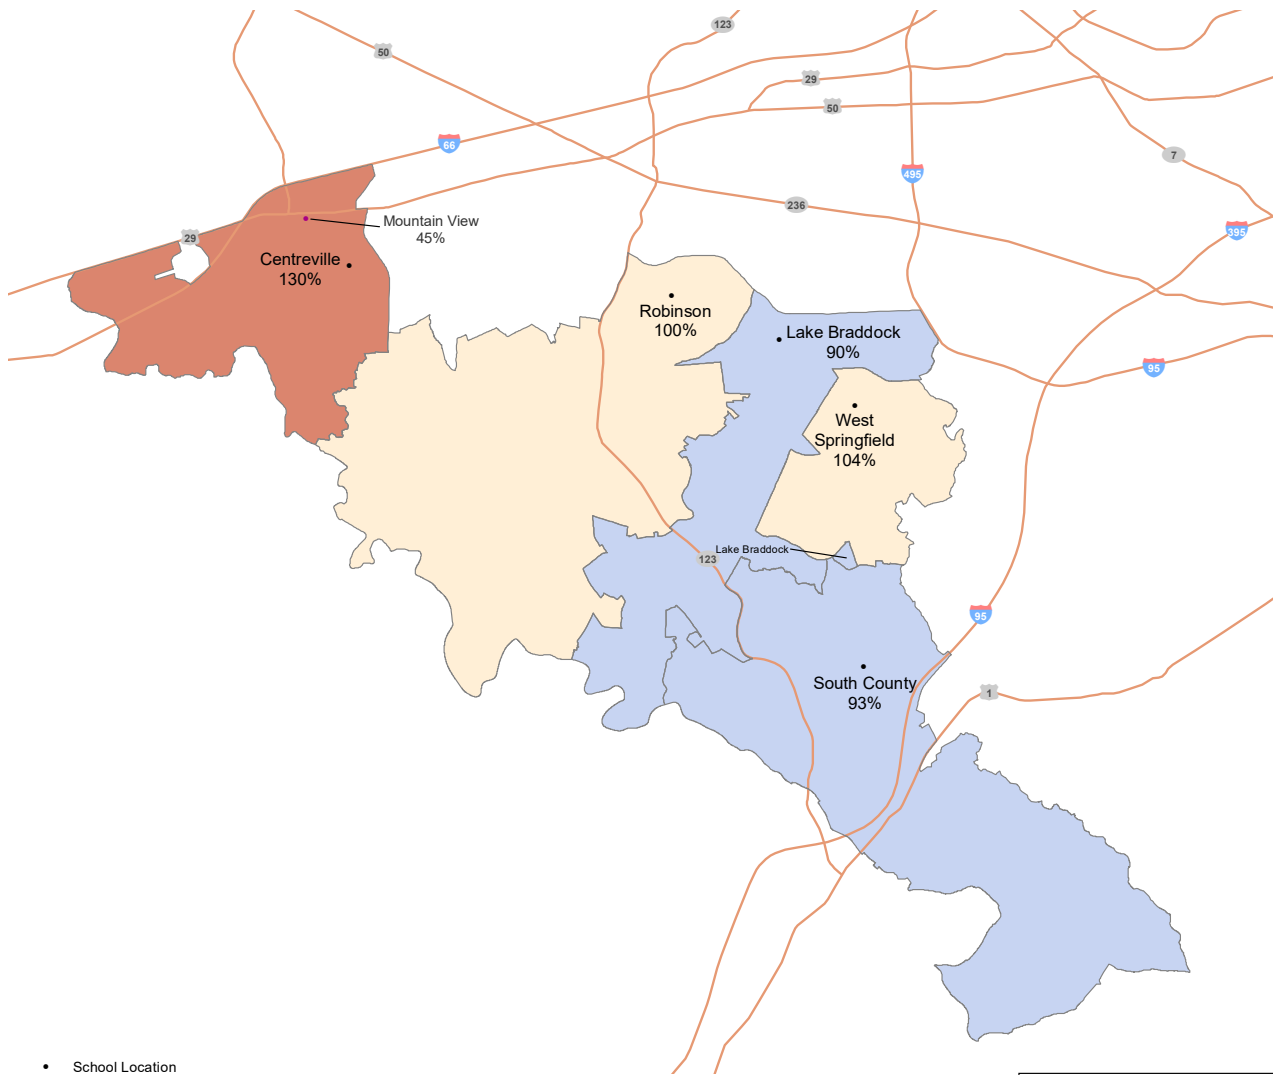 123
50
29
50
66
7
495
236
Mountain View
45%
395
29
Centreville
130%
Robinson
100%
Lake Braddock
90%
95
West
Springfield
104%
Lake Braddock
123
95
South County
93%
1
School Location